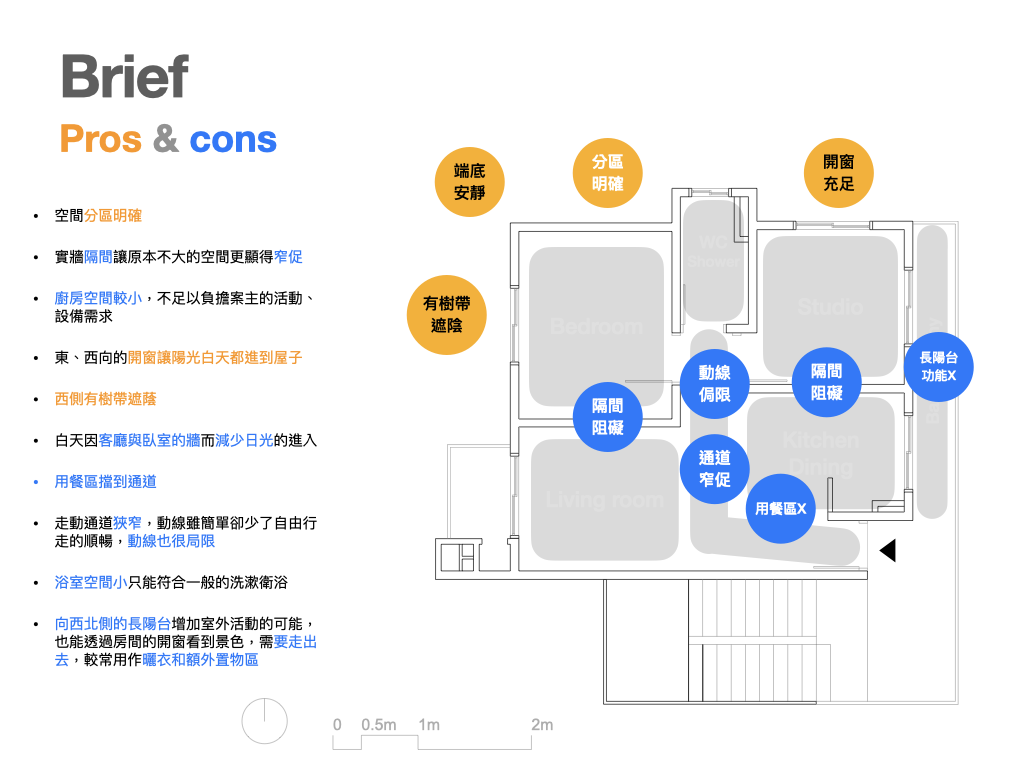 Brief
Pros & cons
• 空間分區明確
• 實牆隔間讓原本不大的空間更顯得窄促
• 廚房空間較小，不足以負擔案主的活動、
設備需求
• 東、西向的開窗讓陽光白天都進到屋子
• 西側有樹帶遮蔭
• 白天因客廳與臥室的牆而減少日光的進入
• 用餐區擋到通道
• 走動通道狹窄，動線雖簡單卻少了自由行
走的順暢，動線也很局限
• 浴室空間小只能符合一般的洗漱衛浴
• 向西北側的長陽台增加室外活動的可能，
也能透過房間的開窗看到景色，需要走出
去，較常用作曬衣和額外置物區
端底
安靜
分區
明確
開窗
充足
有樹帶
遮陰
WC
Shower
Bedroom
Studio
長陽台
功能X
動線
侷限
隔間
阻礙
隔間
阻礙
Kitchen
Dining
通道
窄促
Living room
用餐區X
0 0.5m 1m 2m